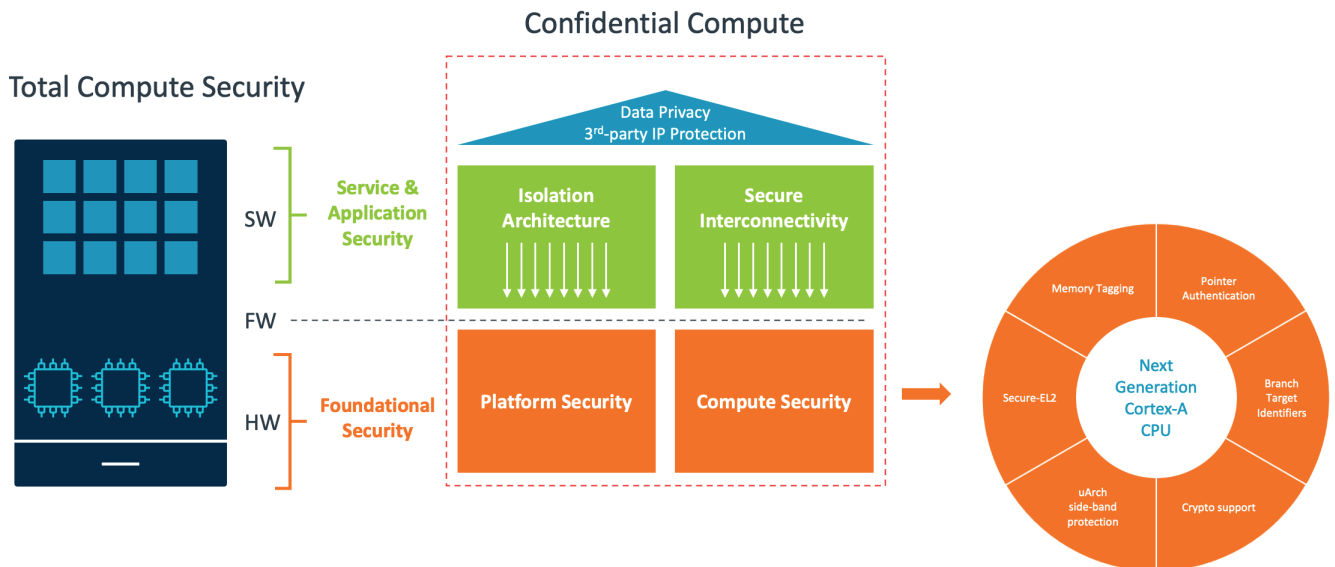 Confidential Compute
Total Compute Security
Data Privacy
3rd-party IP Protection
SW
Service &
Application
Security
Isolation
Architecture
Secure
Interconnectivity
FW
HW
Foundational
Security
Platform Security
Compute Security
Memory Tagging
Pointer
Authentication
Secure-EL2
Next
Generation
Cortex-A
CPU
Branch
Target
Identifiers
uArch
side-band
protection
Crypto support